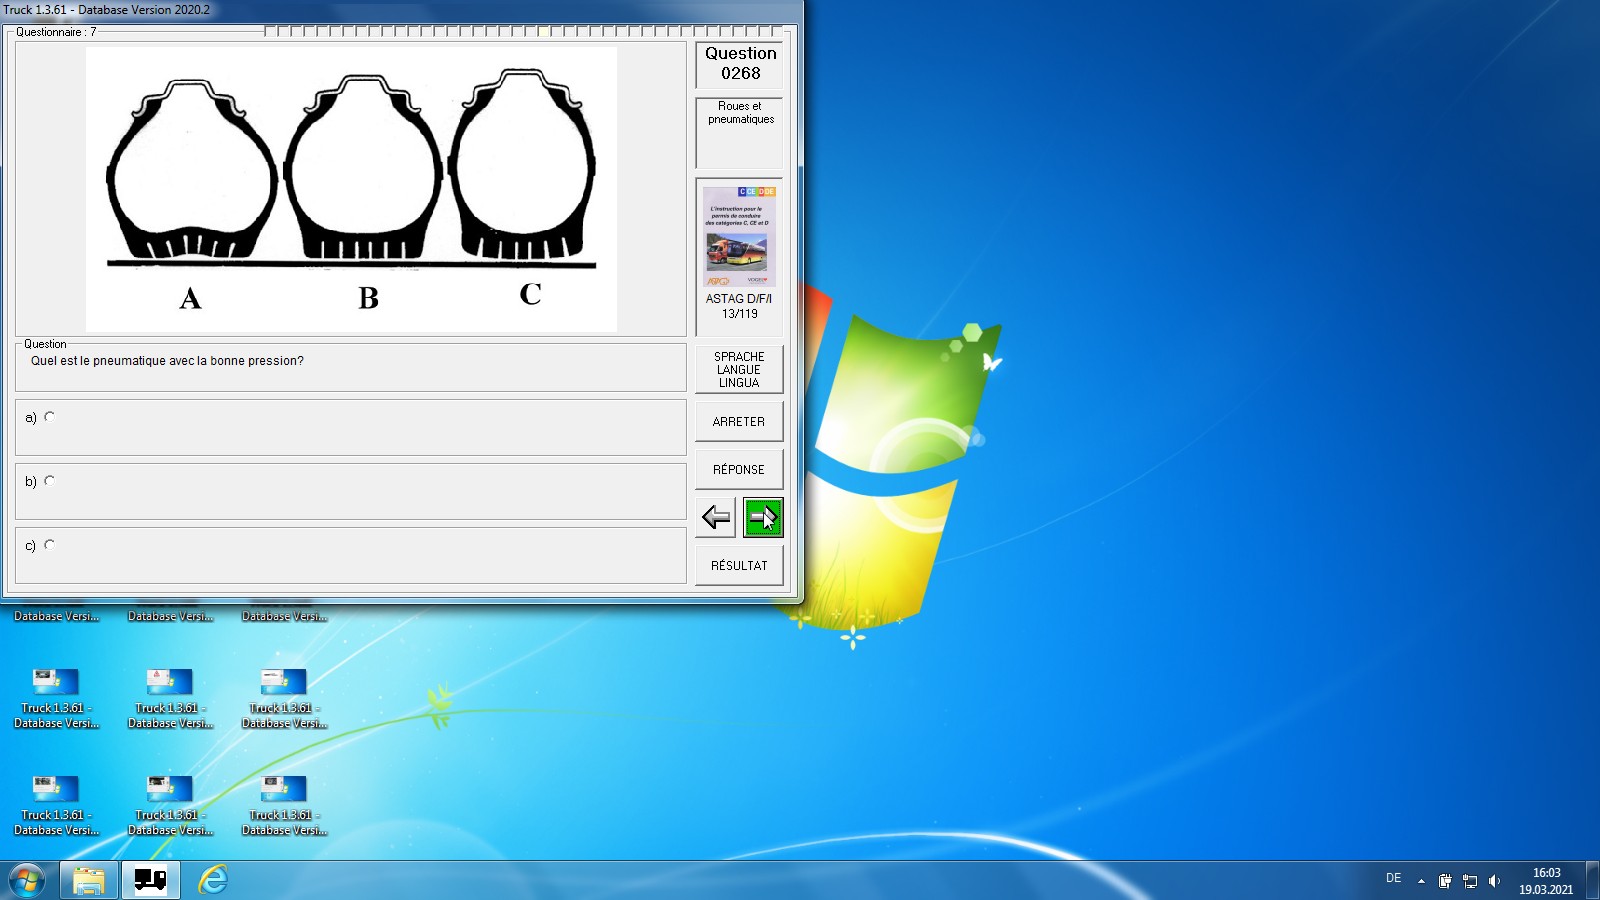 Truck 1.3.61 - Database Version 2020.2
Questionnaire : 7
A
B
C
Question
0268
Roues et
pneumatiques
C CE D DE
L'instruction pour le
permis de conduire
des catégories C, CE et D
ASTAG D/F/I
13/119
Question
Quel est le pneumatique avec la bonne pression?
a)
b)
c)
SPRACHE
LANGUE
LINGUA
ARRETER
RÉPONSE
RÉSULTAT
Database Versi...
Database Versi...
Database Versi...
Truck 1.3.61 -
Database Versi...
Truck 1.3.61 -
Database Versi...
Truck 1.3.61 -
Database Versi...
Truck 1.3.61 -
Database Versi...
Truck 1.3.61 -
Database Versi...
Truck 1.3.61 -
Database Versi...
DE
16:03
19.03.2021